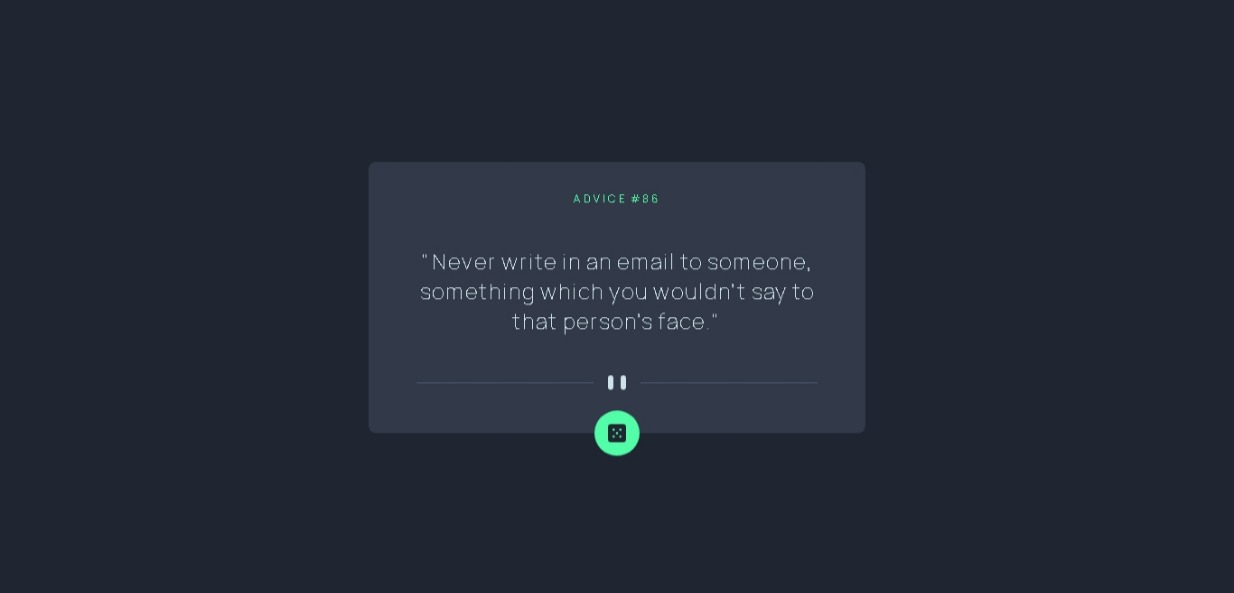 ADVICE #86
"Never write in an email to someone,
something which you wouldn't say to
that person's face."